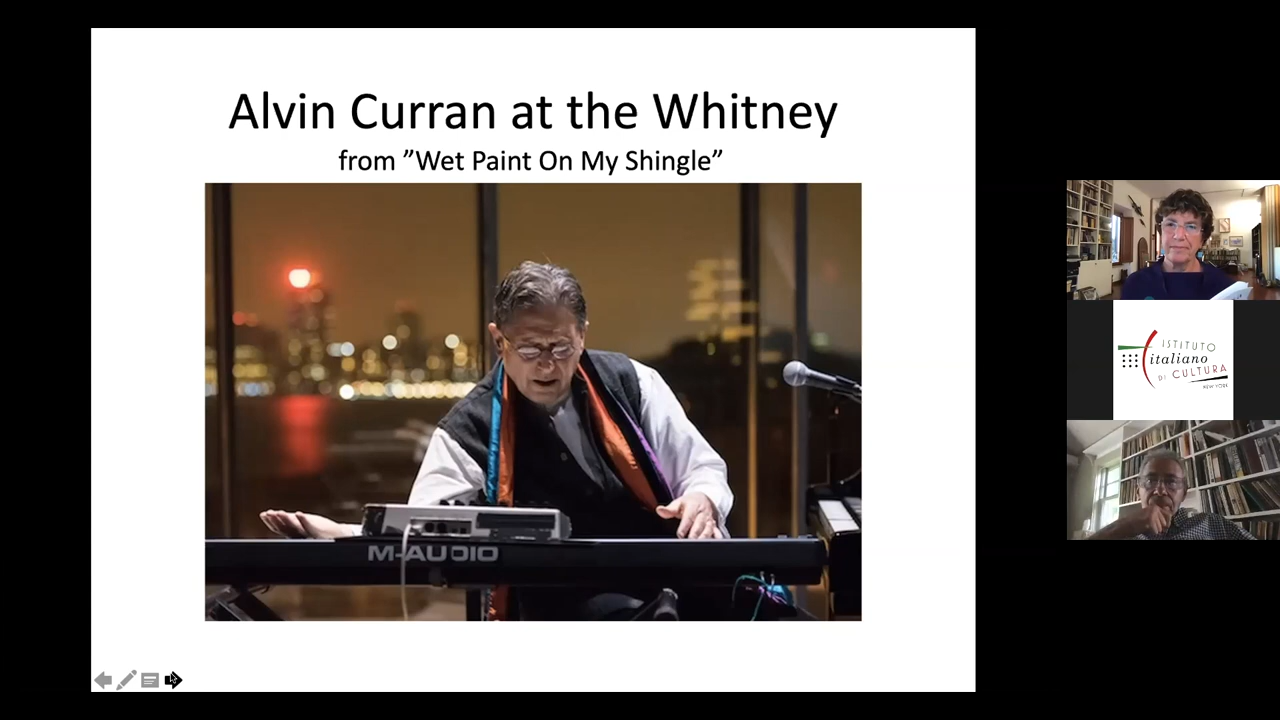 Alvin Curran at the Whitney
from ”Wet Paint On My Shingle”
M-AUDIO
ISTITUTO
italiano
DI CULTURA
NEW YORK